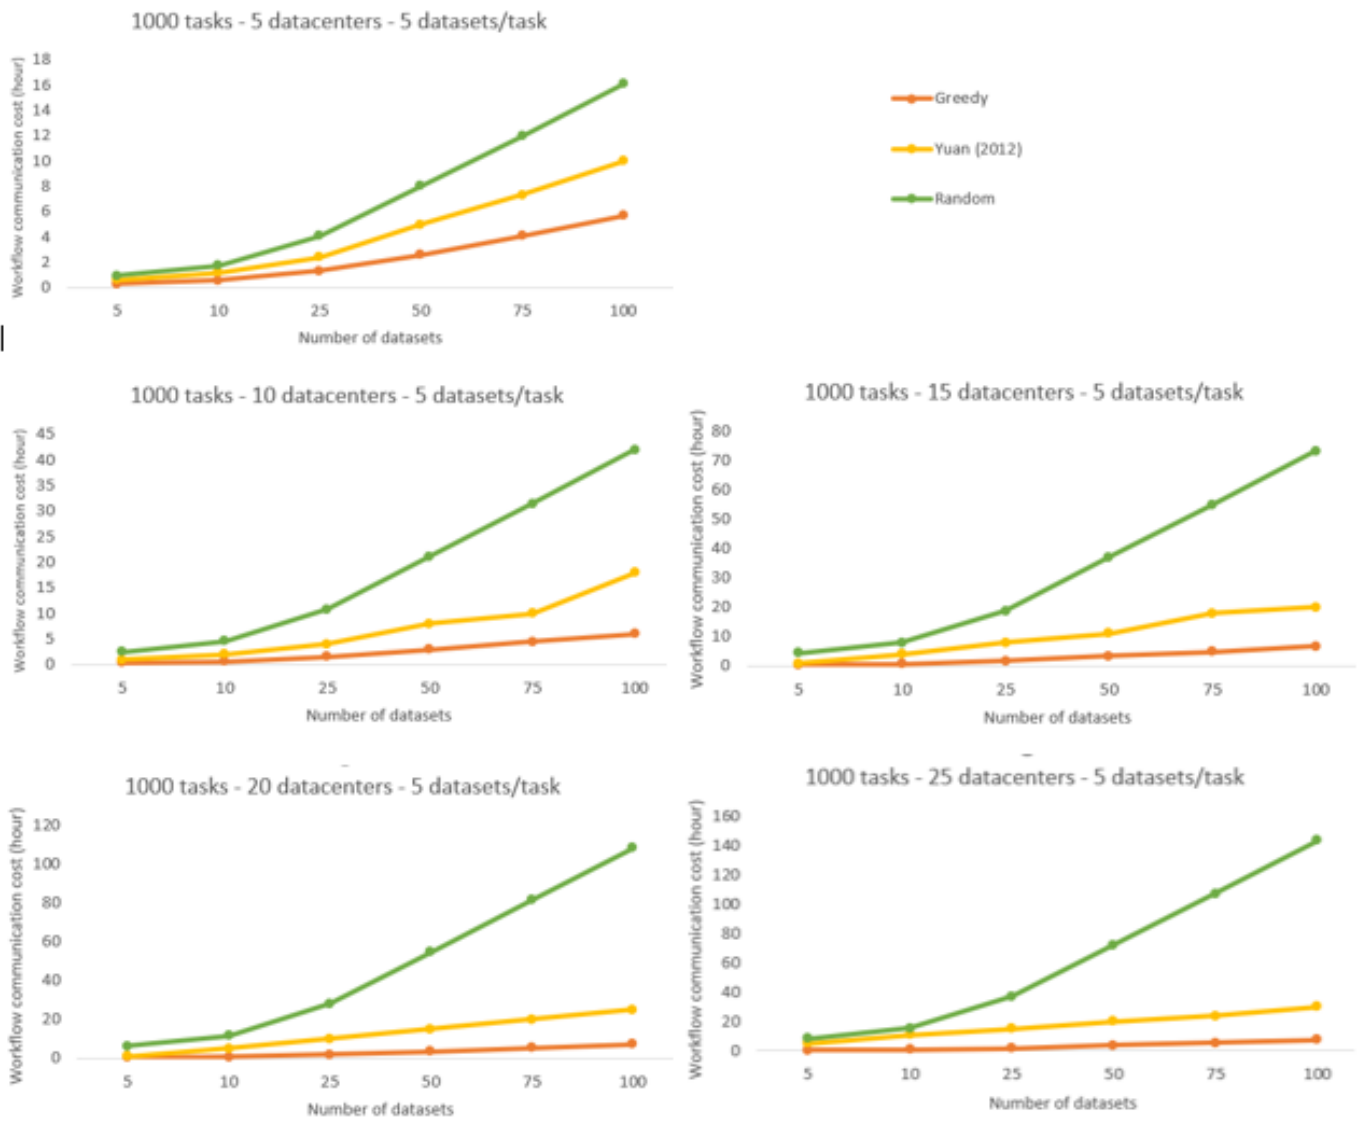 1000 tasks - 5 datacenters - 5 datasets/task
Workflow communication cost (hour)
18
16
14
12
10
8
6
4
2
0
5 10 25 50 75 100
Number of datasets
Greedy
Yuan (2012)
Random
1000 tasks - 10 datacenters - 5 datasets/task
Workflow communication cost (hour)
45
40
35
30
25
20
15
10
5
0
5 10 25 50 75 100
Number of datasets
1000 tasks - 15 datacenters - 5 datasets/task
Workflow communication cost (hour)
80
70
60
50
40
30
20
10
0
5 10 25 50 75 100
Number of datasets
1000 tasks - 20 datacenters - 5 datasets/task
Workflow communication cost (hour)
120
100
80
60
40
20
0
5 10 25 50 75 100
Number of datasets
1000 tasks - 25 datacenters - 5 datasets/task
Workflow communication cost (hour)
160
140
120
100
80
60
40
20
0
5 10 25 50 75 100
Number of datasets